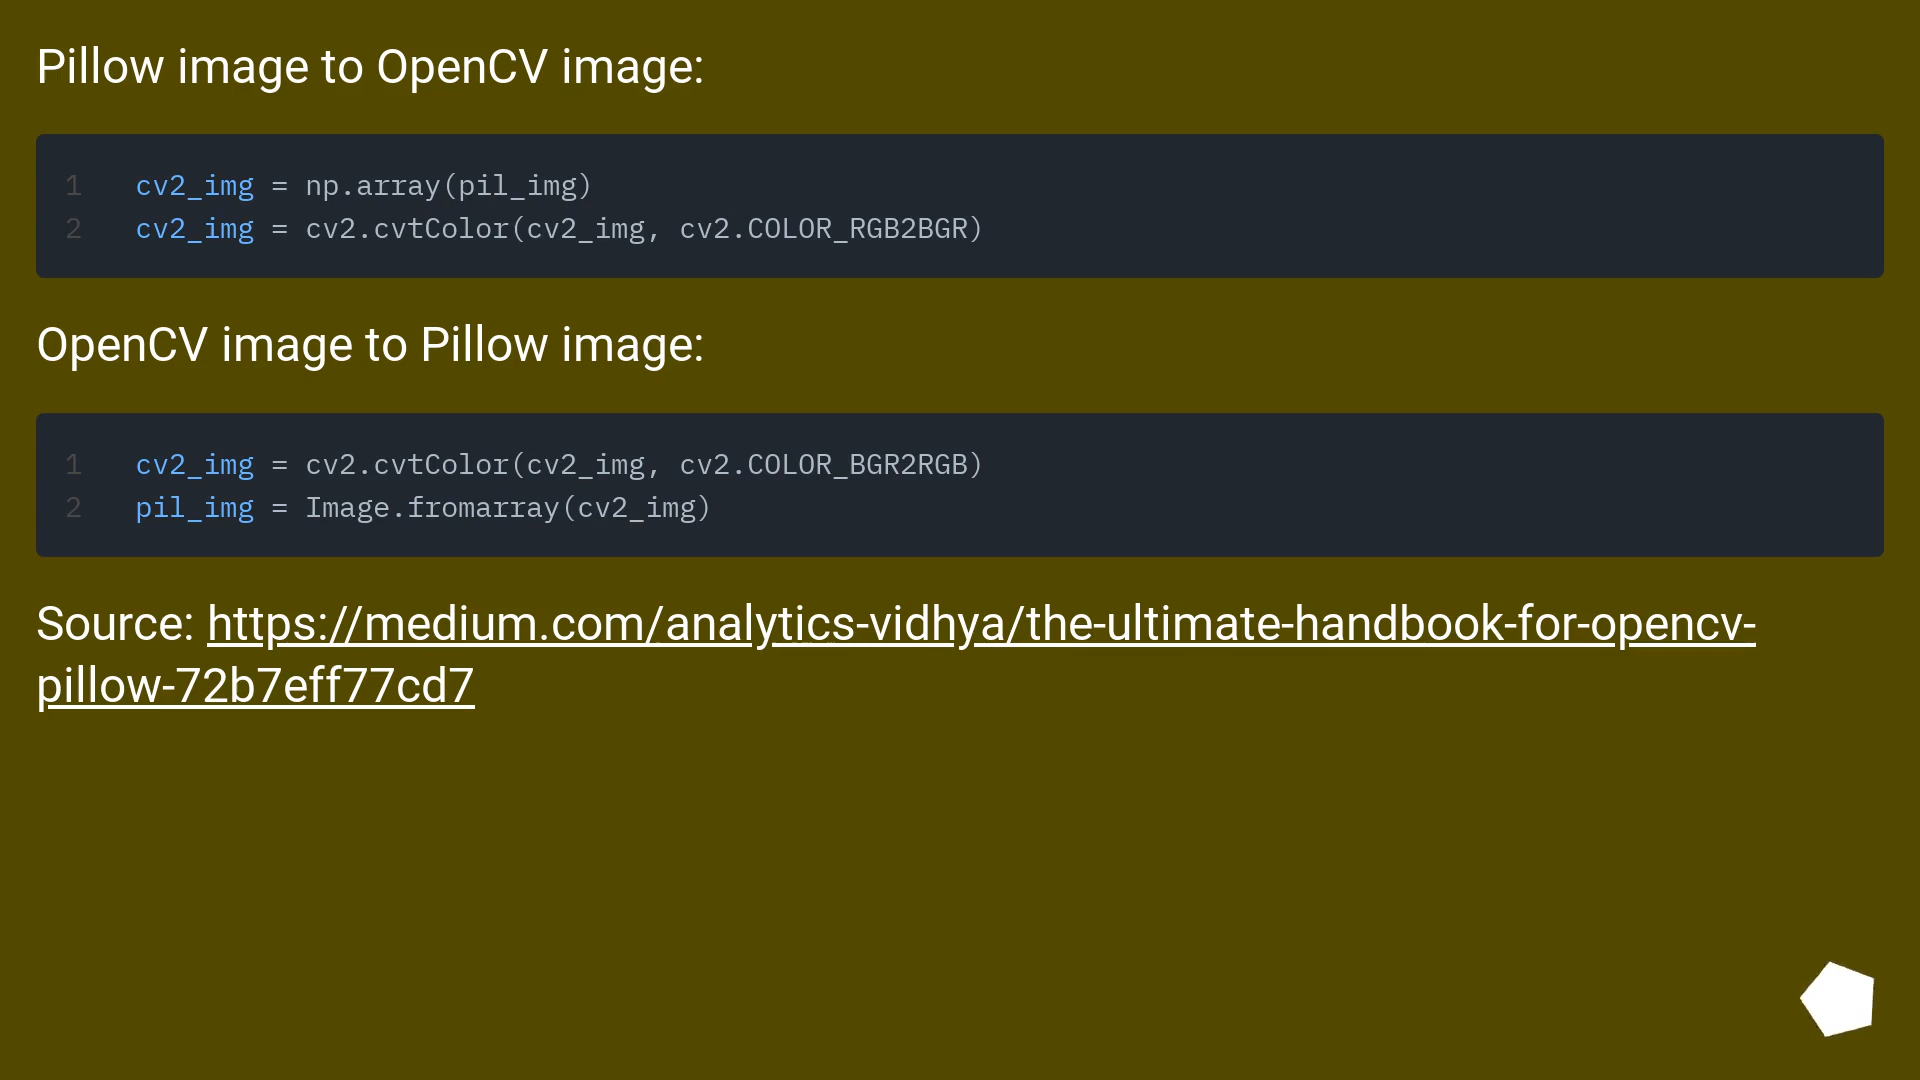 Pillow image to OpenCV image:
1 cv2_img = np.array(pil_img)
2 cv2_img = cv2.cvtColor(cv2_img, cv2.COLOR_RGB2BGR)
OpenCV image to Pillow image:
1 cv2_img = cv2.cvtColor(cv2_img, cv2.COLOR_BGR2RGB)
2 pil_img = Image.fromarray(cv2_img)
Source: https://medium.com/analytics-vidhya/the-ultimate-handbook-for-opencv-
pillow-72b7eff77cd7